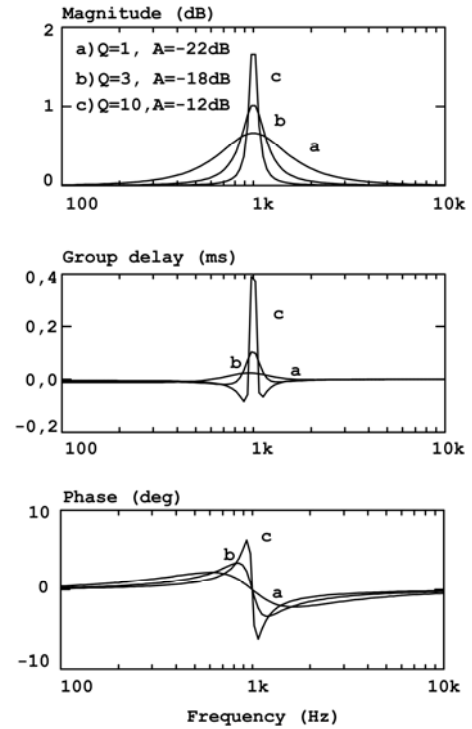 Magnitude (dB)
2
a)Q=1, A=-22dB
b)Q=3, A=-18dB
c)Q=10,A=-12dB
c
b
1
a
0
100 1k 10k
Group delay (ms)
0,4
c
0,2
b a
0,0
-0,2
100 1k 10k
Phase (deg)
10
c
b
0
a
-10
100 1k 10k
Frequency (Hz)